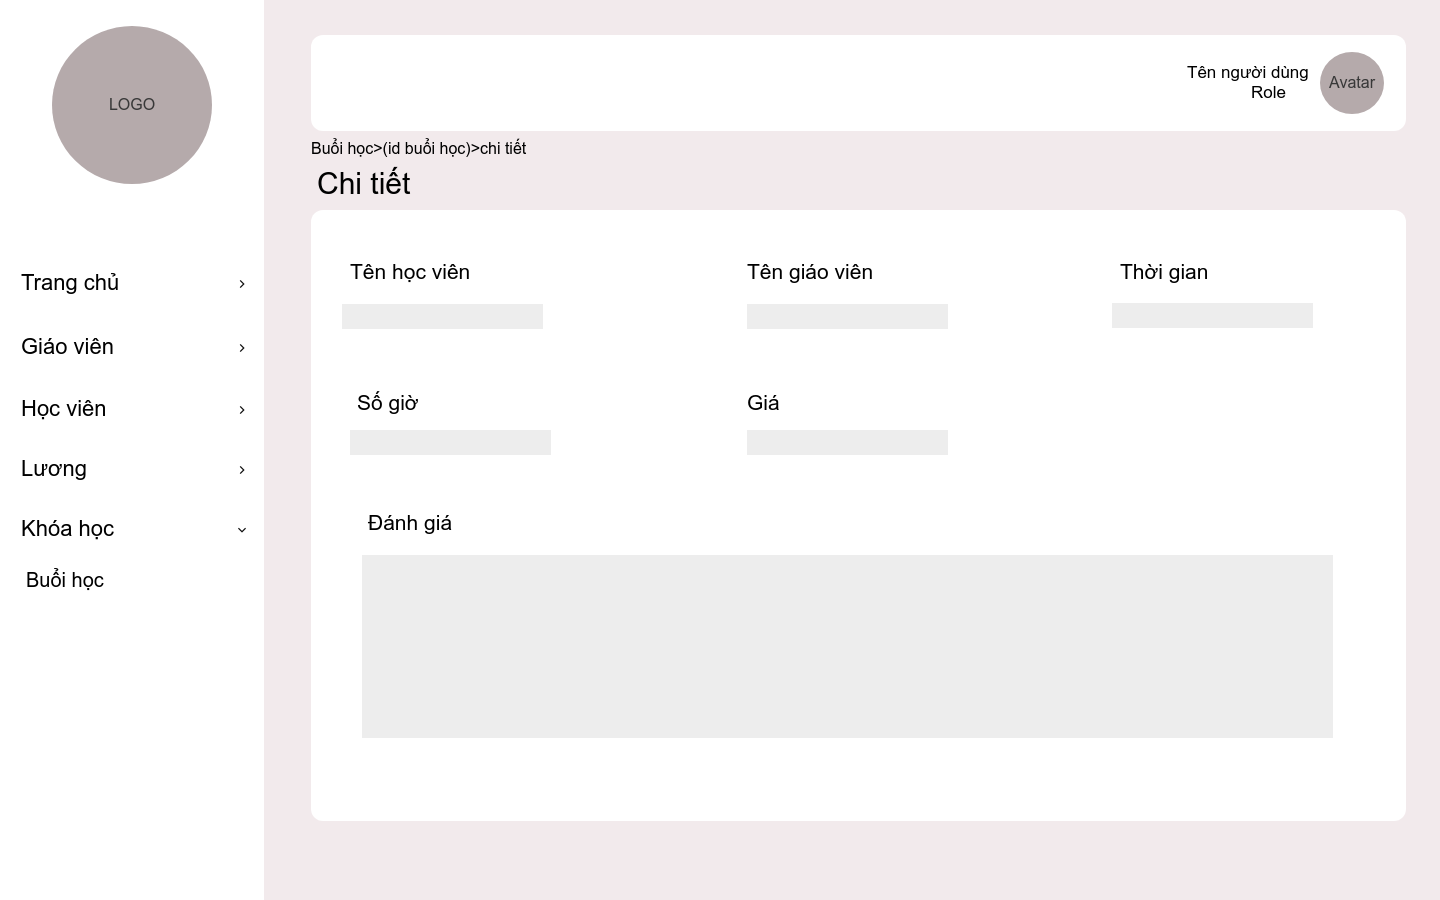 LOGO
Trang chủ
Giáo viên
Học viên
Lương
Khóa học
Buổi học
Tên người dùng
Role
Avatar
Buổi học>(id buổi học)>chi tiết
Chi tiết
Tên học viên
Tên giáo viên
Thời gian
Số giờ
Giá
Đánh giá